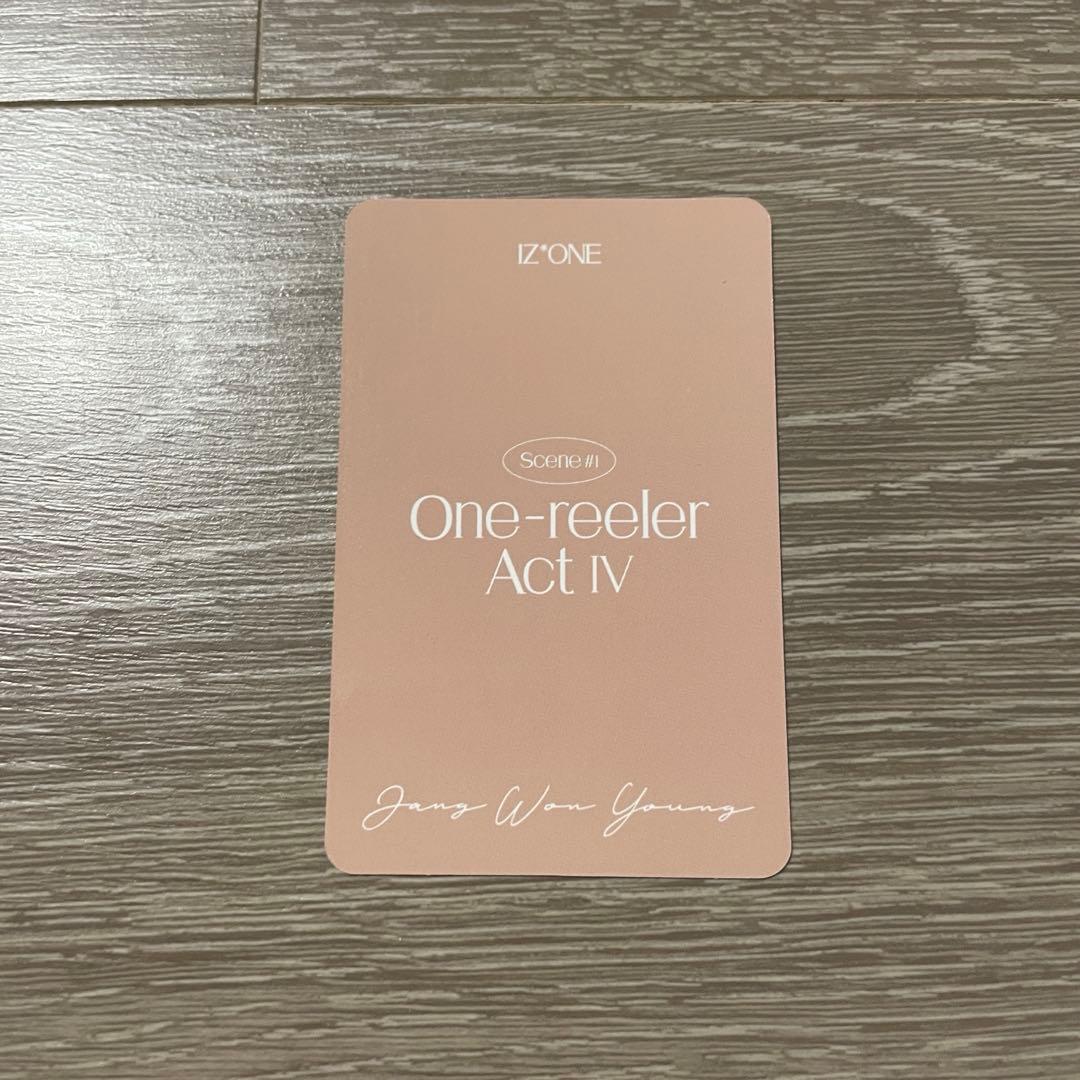 IZ*ONE
Scene #1
One-reeler
Act IV
Jang Won Young